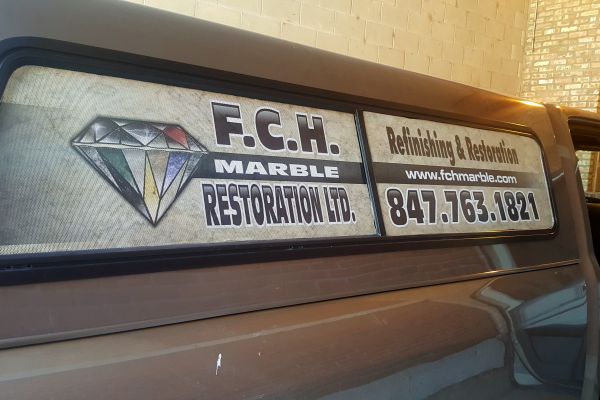 F.C.H.
MARBLE
RESTORATION LTD.
Refinishing & Restoration
www.fchmarble.com
847.763.1821